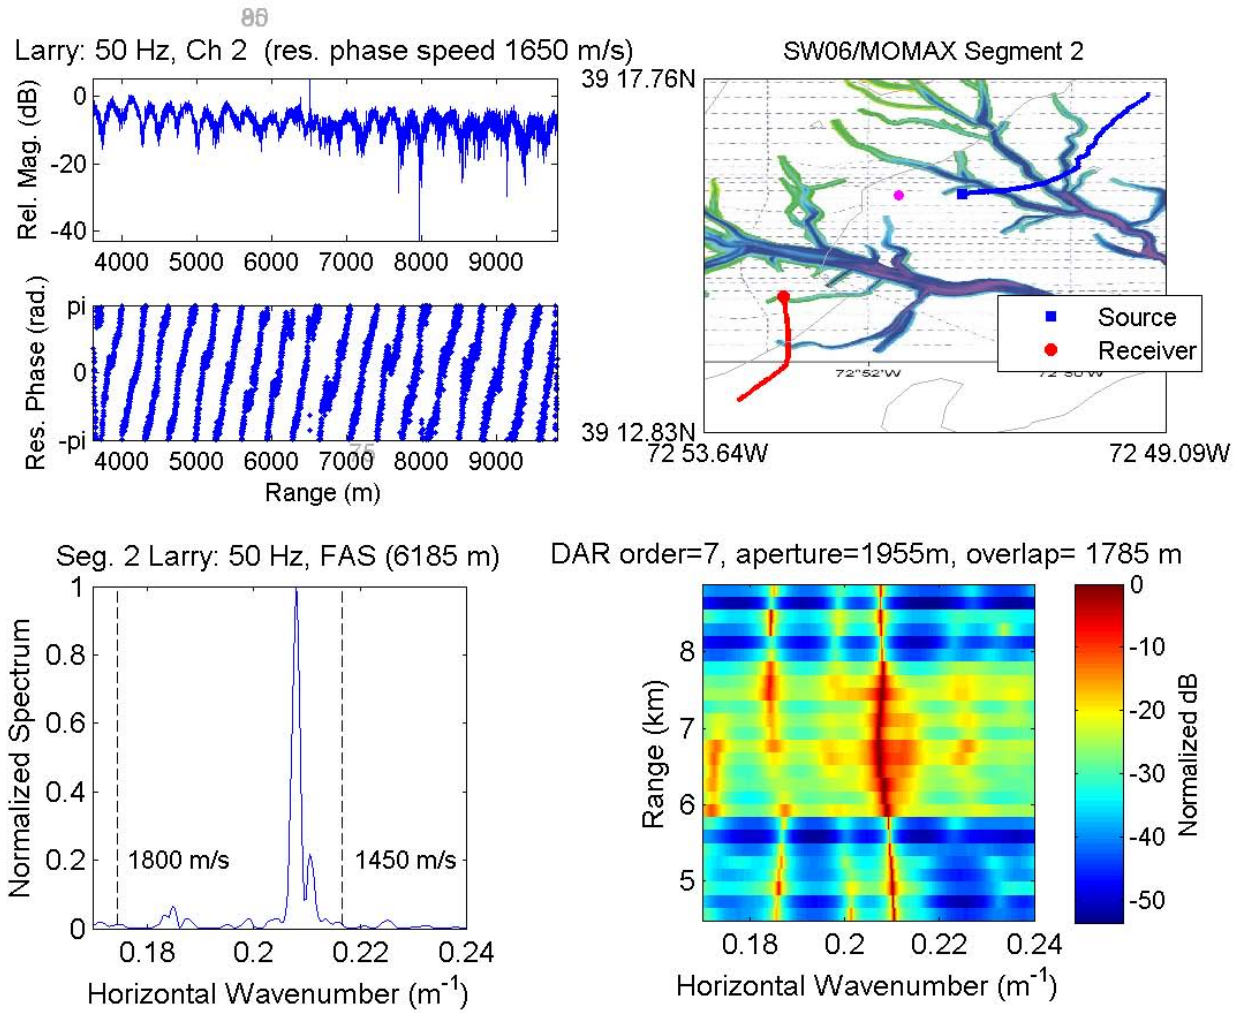 Larry: 50 Hz, Ch 2 (res. phase speed 1650 m/s)
Rel. Mag. (dB)
0
-20
-40
4000 5000 6000 7000 8000 9000
Res. Phase (rad.)
pi
0
-pi
4000 5000 6000 7000 8000 9000
75
Range (m)
SW06/MOMAX Segment 2
39 17.76N
39 12.83N
72°52'W
72 53.64W 72 49.09W
Source
Receiver
Seg. 2 Larry: 50 Hz, FAS (6185 m)
Normalized Spectrum
1
0.8
0.6
0.4
0.2
0
1800 m/s 1450 m/s
0.18 0.2 0.22 0.24
Horizontal Wavenumber (m-1)
DAR order=7, aperture=1955m, overlap= 1785 m
Range (km)
8
7
6
5
0.18 0.2 0.22 0.24
Horizontal Wavenumber (m-1)
0
-10
-20
-30
-40
-50
Normalized dB